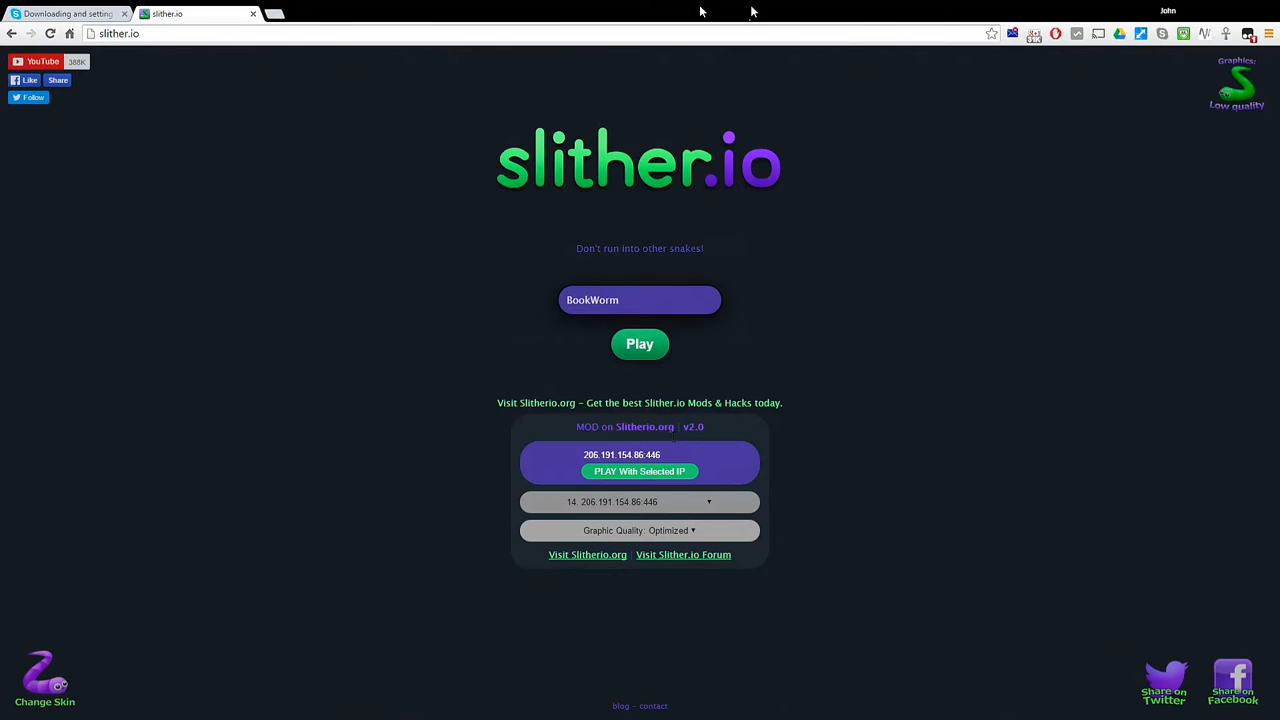 Downloading and setting
slither.io
John
slither.io
YouTube 388K
Like Share
Follow
Graphics:
Low quality
slither.io
Don't run into other snakes!
BookWorm
Play
Visit Slitherio.org – Get the best Slither.io Mods & Hacks today.
MOD on Slitherio.org | v2.0
206.191.154.86:446
PLAY With Selected IP
14. 206.191.154.86:446
Graphic Quality: Optimized
Visit Slitherio.org | Visit Slither.io Forum
Change Skin
Share on
Twitter
Share on
Facebook
blog – contact